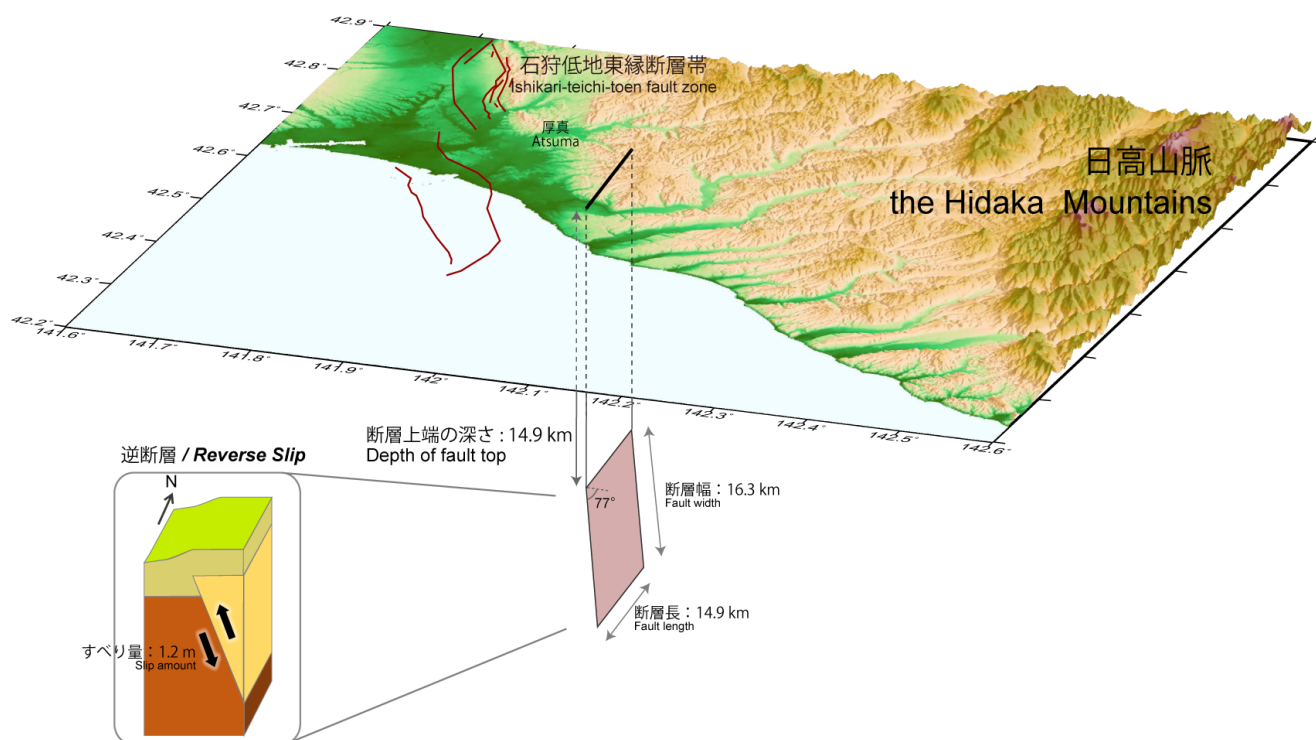 42.9°
42.8°
42.7°
42.6°
42.5°
42.4°
42.3°
42.2°
141.6°
141.7°
141.8°
141.9°
142°
142.1°
142.2°
142.3°
142.4°
142.5°
142.6°
石狩低地東縁断層帯
Ishikari-teichi-toen fault zone
厚真
Atsuma
日高山脈
the Hidaka Mountains
断層上端の深さ : 14.9 km
Depth of fault top
77°
断層幅：16.3 km
Fault width
断層長：14.9 km
Fault length
逆断層 / Reverse Slip
N
すべり量：1.2 m
Slip amount